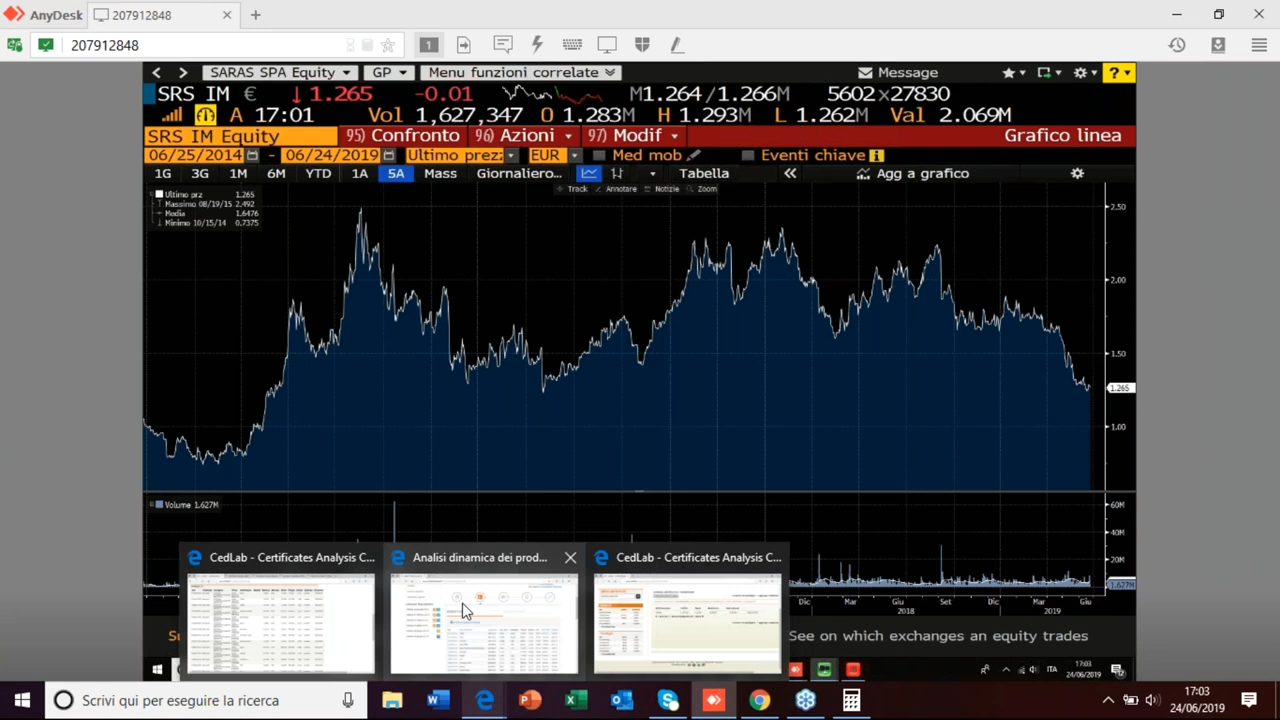 AnyDesk 207912848
207912848 1
SARAS SPA Equity GP Menu funzioni correlate Message ?
SRS IM € ↓1.265 -0.01 M1.264/1.266M 5602x27830
A 17:01 Vol 1,627,347 O 1.283M H 1.293M L 1.262M Val 2.069M
SRS IM Equity 95) Confronto 96) Azioni 97) Modif Grafico linea
06/25/2014 - 06/24/2019 Ultimo prez: EUR Med mob Eventi chiave
1G 3G 1M 6M YTD 1A 5A Mass Giornaliero... Tabella « Agg a grafico
Track Annotare Notizie Zoom
Ultimo prz 1.265
Massimo 08/19/15 2.492
Media 1.6476
Minimo 10/15/14 0.7375
2.50
2.00
1.50
1.265
1.00
Volume 1.627M
60M
40M
20M
1.627M
CedLab - Certificates Analysis C...
Analisi dinamica dei prod...
CedLab - Certificates Analysis C...
Dic Mar Giu Set Dic Mar Giu
2018 2019
See on which exchanges an equity trades
ITA 17:03
24/06/2019
Scrivi qui per eseguire la ricerca
17:03
24/06/2019